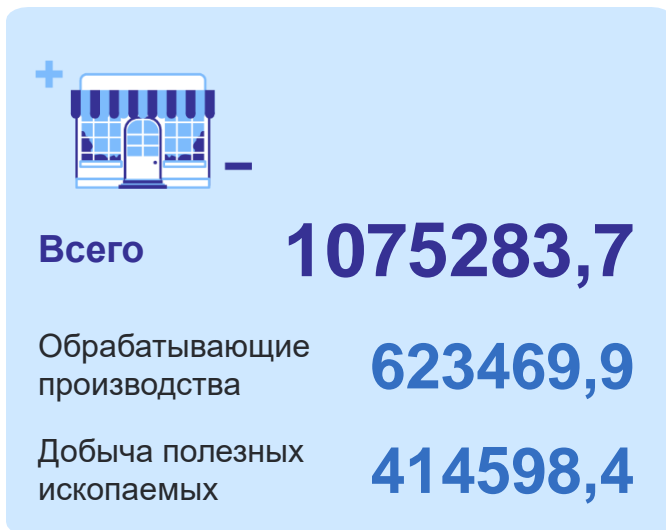 Всего 1075283,7
Обрабатывающие
производства 623469,9
Добыча полезных
ископаемых 414598,4